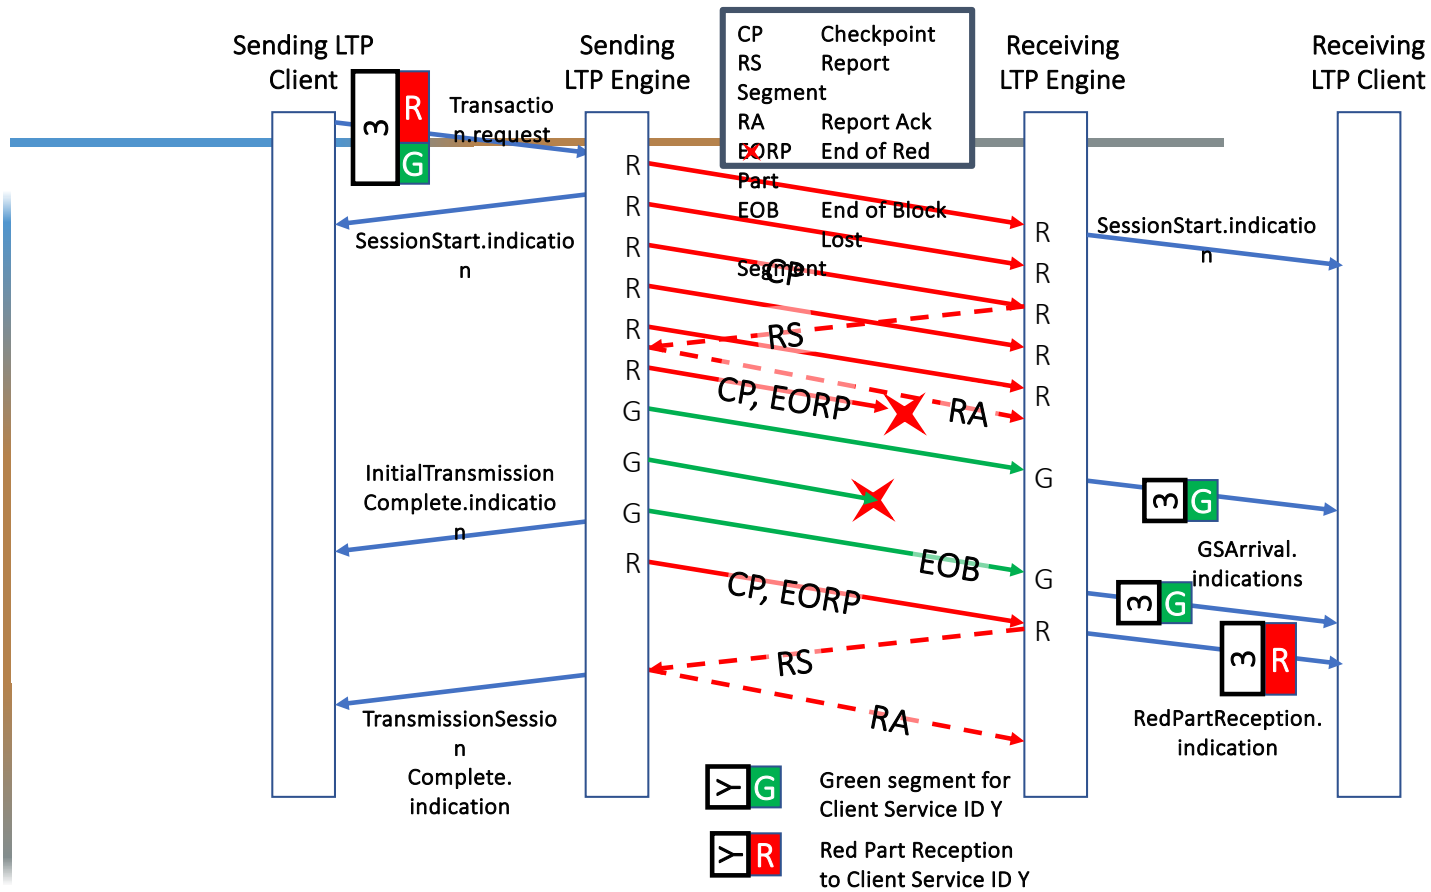 Sending LTP
Client
Sending
LTP Engine
Receiving
LTP Engine
Receiving
LTP Client
CP Checkpoint
RS Report
Segment
RA Report Ack
EORP End of Red
Part
EOB End of Block
Lost
Segment
3
R
G
Transactio
n.request
SessionStart.indicatio
n
SessionStart.indicatio
n
R
R
R
R
R
R
G
G
G
R
R
R
R
R
R
G
G
R
CP
RS
CP, EORP
RA
InitialTransmission
Complete.indicatio
n
EOB
CP, EORP
RS
RA
3 G
GSArrival.
indications
3 G
3 R
RedPartReception.
indication
TransmissionSessio
n
Complete.
indication
Y G
Green segment for
Client Service ID Y
Y R
Red Part Reception
to Client Service ID Y